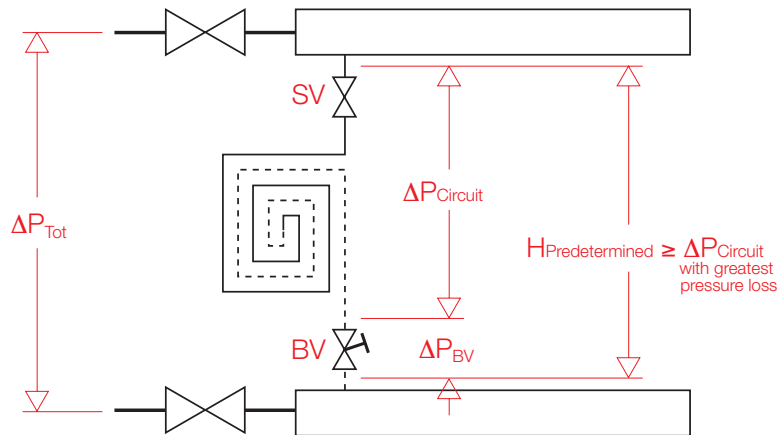 SV
ΔPCircuit
ΔPTot
HPredetermined ≥ ΔPCircuit
with greatest
pressure loss
BV
ΔPBV